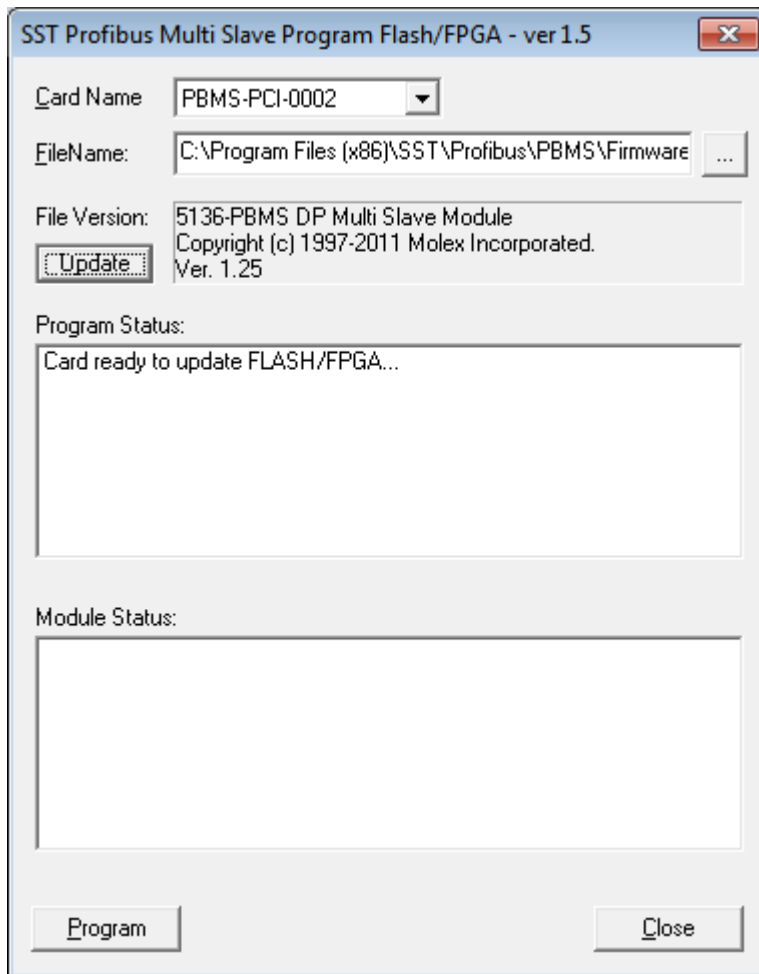 SST Profibus Multi Slave Program Flash/FPGA - ver 1.5
Card Name
PBMS-PCI-0002
FileName:
C:\Program Files (x86)\SST\Profibus\PBMS\Firmware
...
File Version:
5136-PBMS DP Multi Slave Module
Copyright (c) 1997-2011 Molex Incorporated.
Ver. 1.25
Update
Program Status:
Card ready to update FLASH/FPGA...
Module Status:
Program
Close